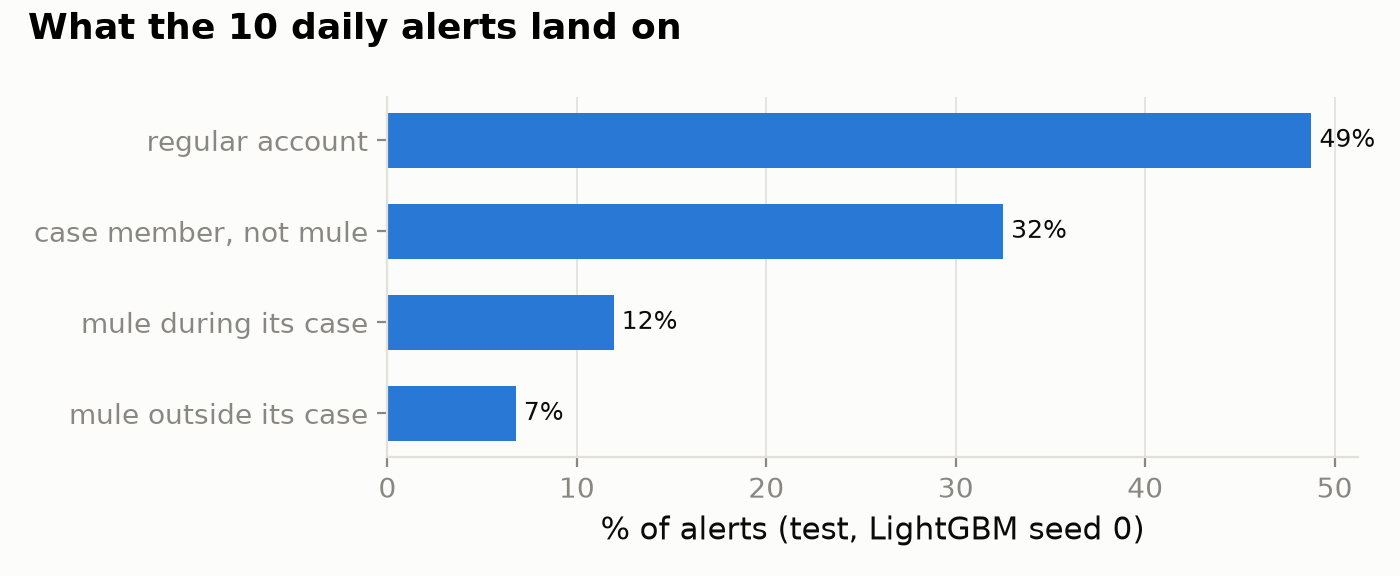 What the 10 daily alerts land on
regular account 49%
case member, not mule 32%
mule during its case 12%
mule outside its case 7%
0 10 20 30 40 50
% of alerts (test, LightGBM seed 0)